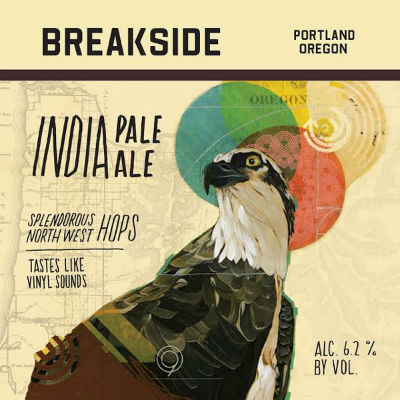 BREAKSIDE
PORTLAND
OREGON
OREGON
INDIA PALE
ALE
SPLENDOROUS
NORTH WEST HOPS
TASTES LIKE
VINYL SOUNDS
9
ALC. 6.2 %
BY VOL.